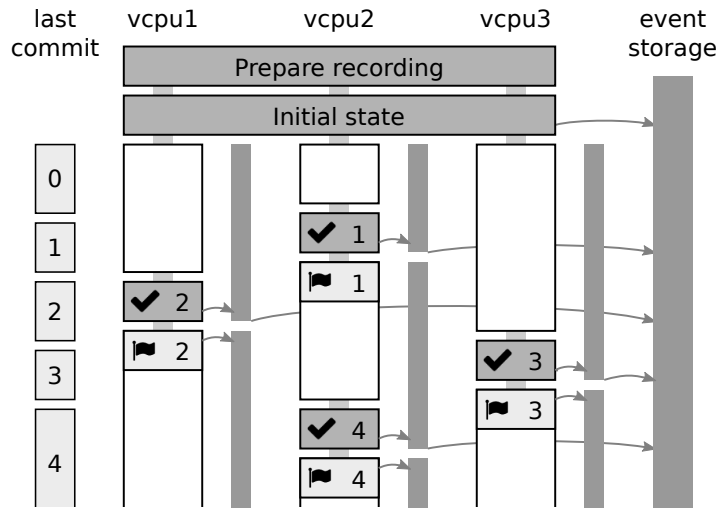 last commit
vcpu1
vcpu2
vcpu3
event storage
Prepare recording
Initial state
0
1
1
1
2
2
2
3
3
3
4
4
4